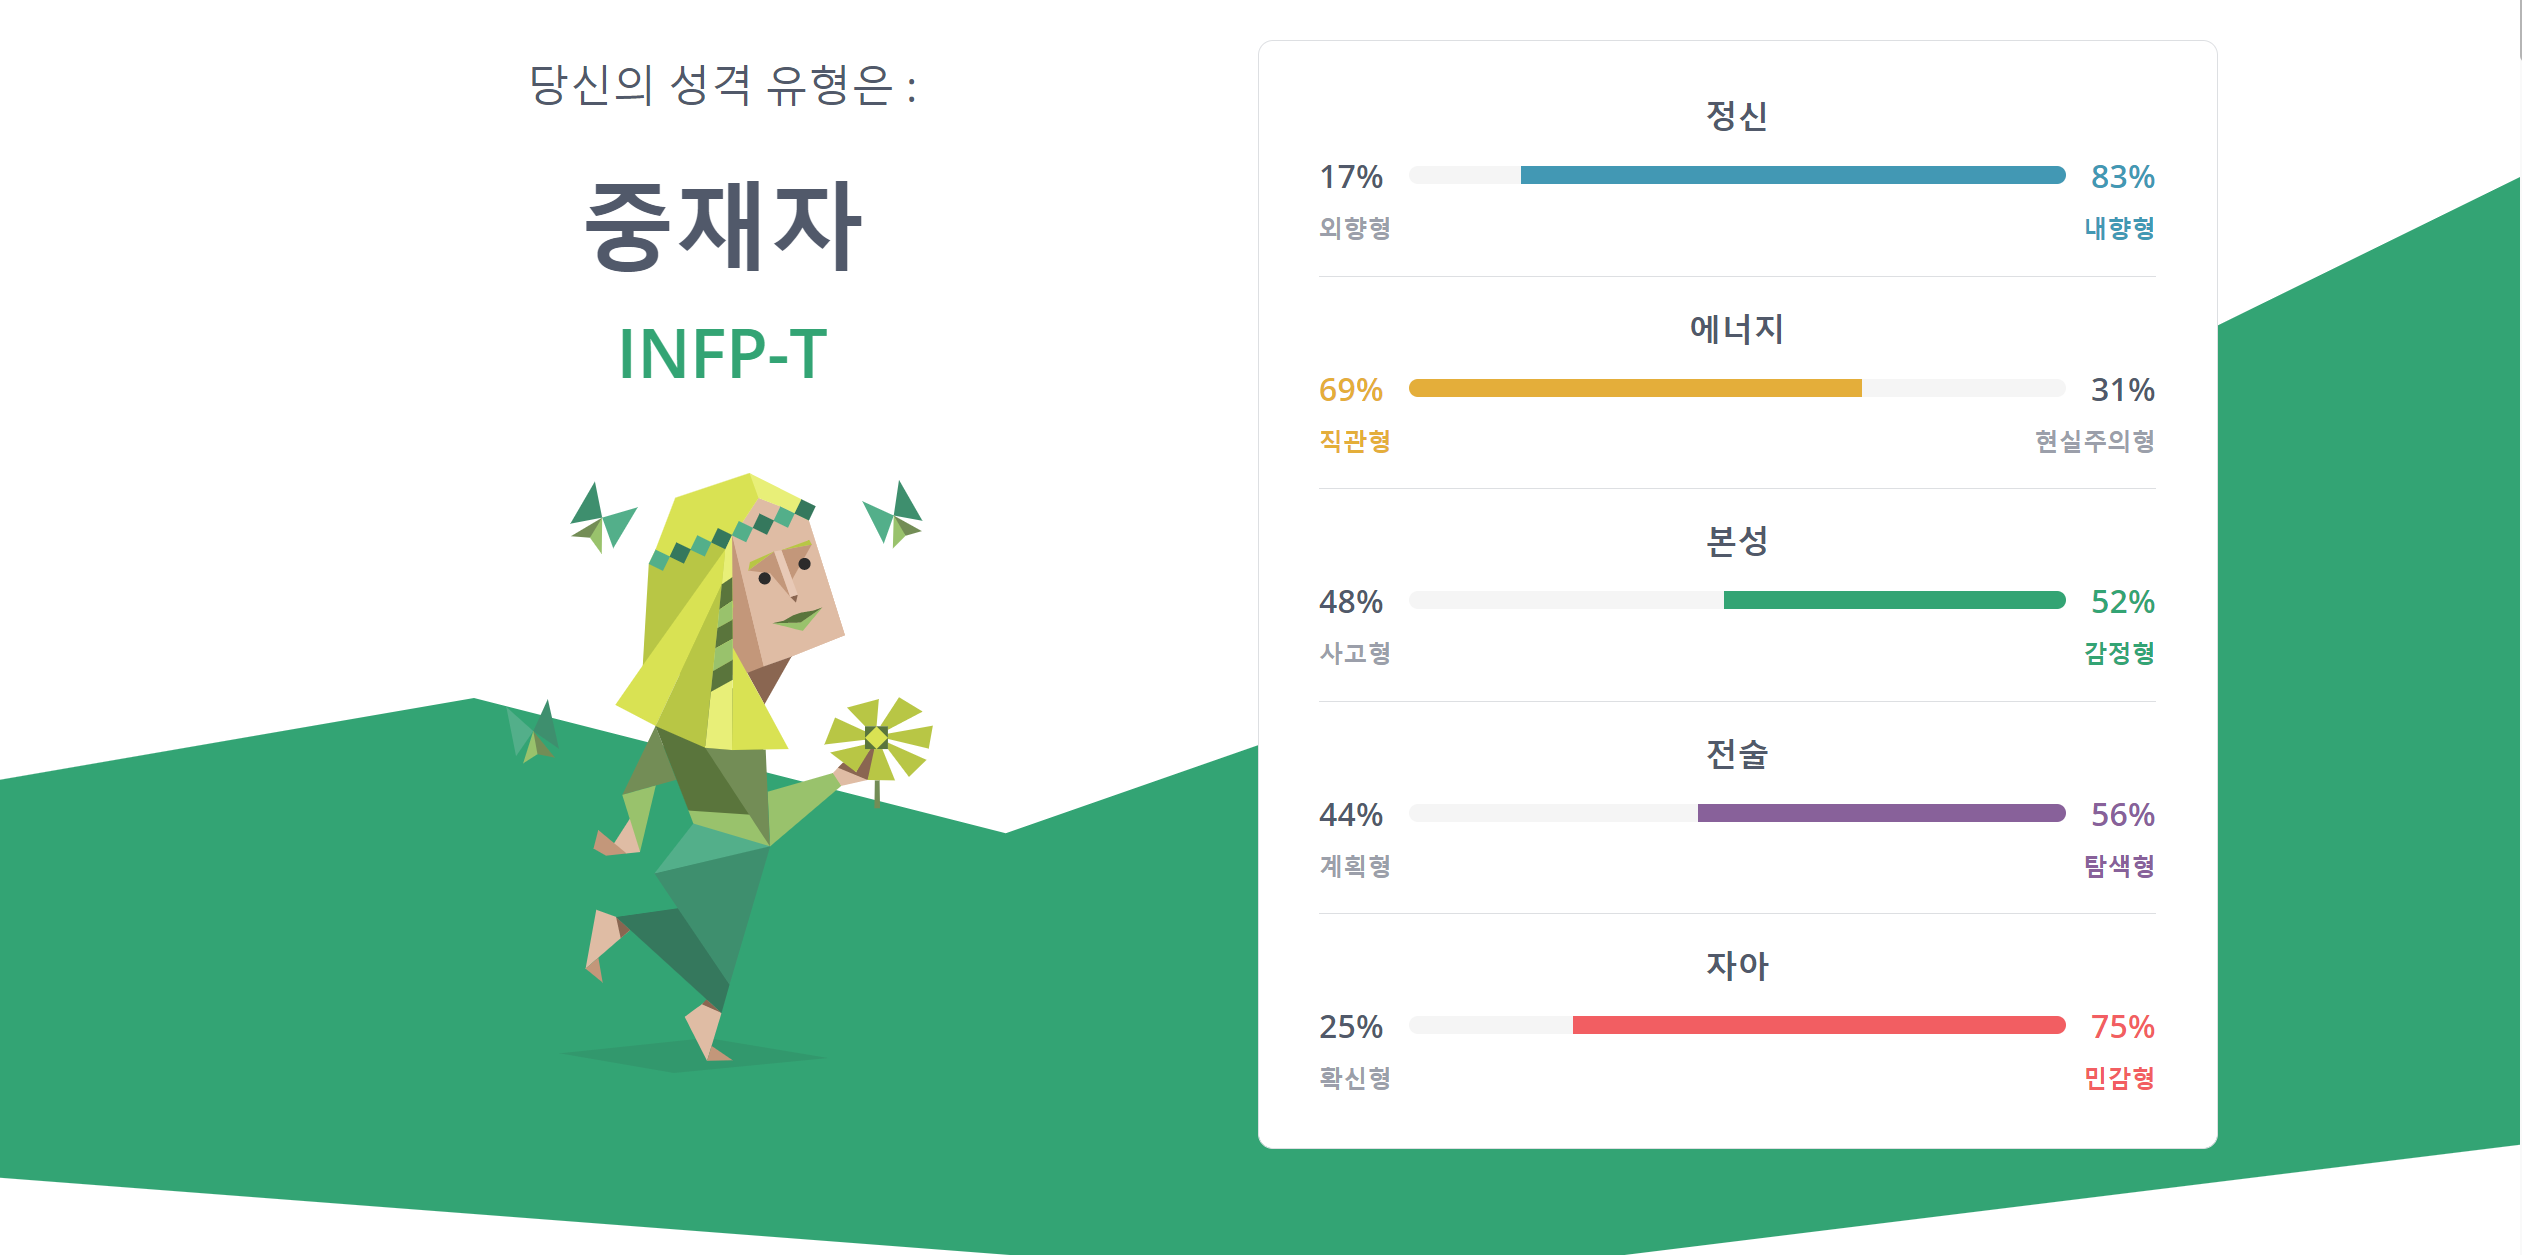 당신의 성격 유형은 :
중재자
INFP-T
정신
17% 83%
외향형 내향형
에너지
69% 31%
직관형 현실주의형
본성
48% 52%
사고형 감정형
전술
44% 56%
계획형 탐색형
자아
25% 75%
확신형 민감형